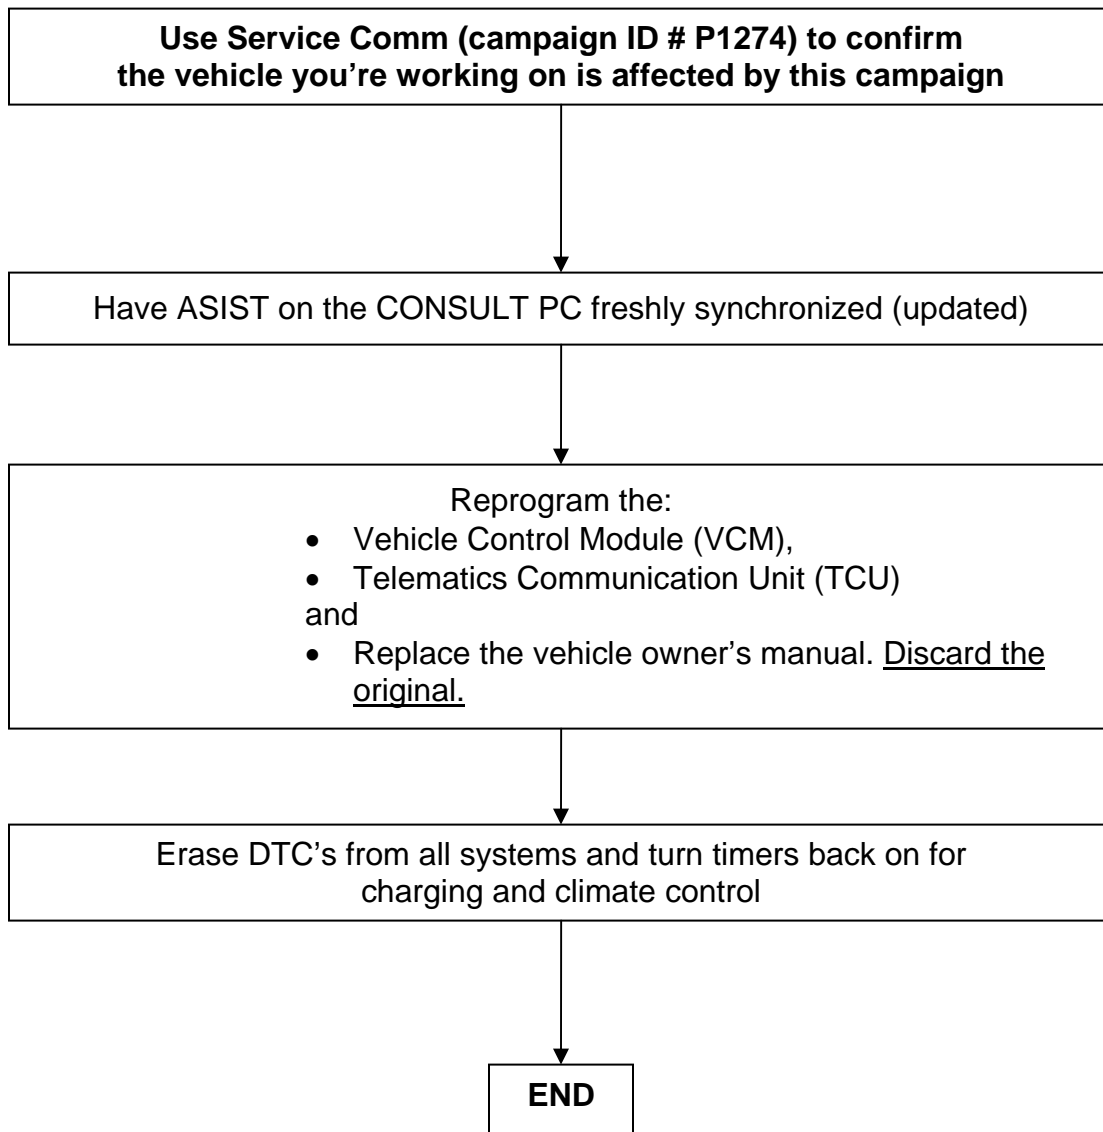 Use Service Comm (campaign ID # P1274) to confirm
the vehicle you're working on is affected by this campaign
Have ASIST on the CONSULT PC freshly synchronized (updated)
Reprogram the:
• Vehicle Control Module (VCM),
• Telematics Communication Unit (TCU)
and
• Replace the vehicle owner's manual. Discard the
original.
Erase DTC's from all systems and turn timers back on for
charging and climate control
END